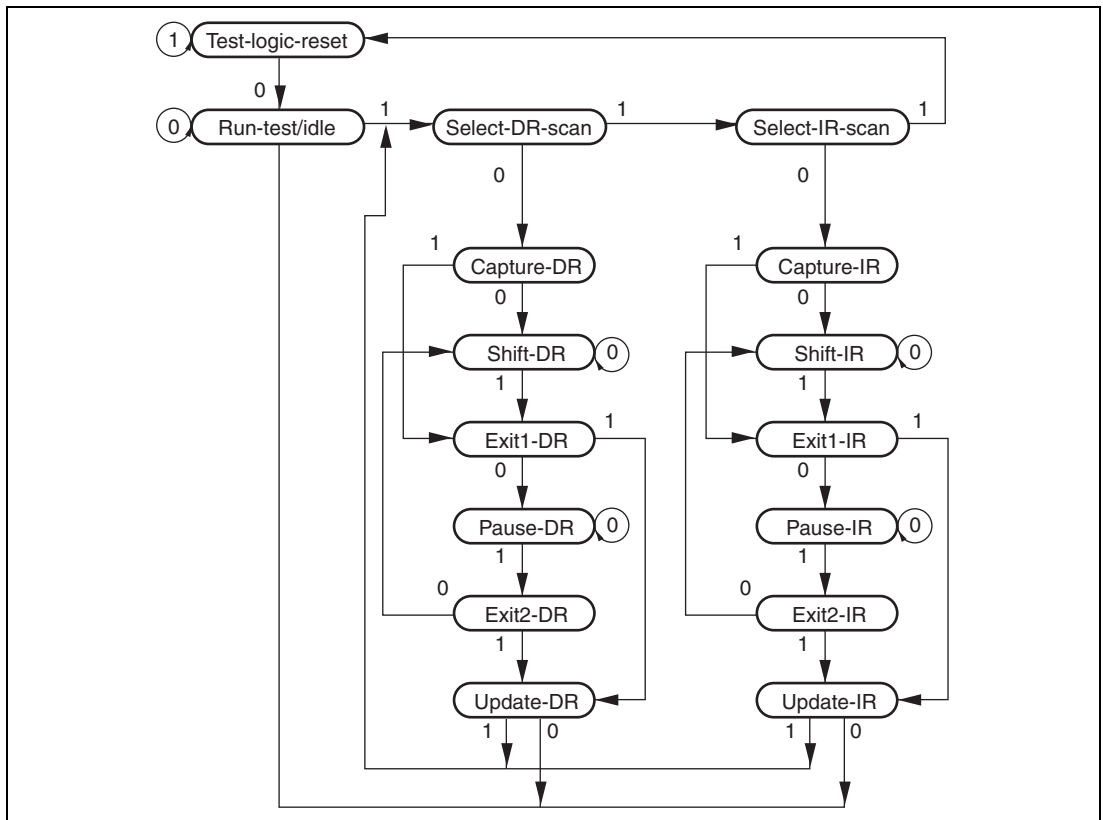 1 Test-logic-reset
0
0 Run-test/idle 1 Select-DR-scan 1 Select-IR-scan 1
0 0
1 1
Capture-DR Capture-IR
0 0
Shift-DR 0 Shift-IR 0
1 1
Exit1-DR 1 Exit1-IR 1
0 0
Pause-DR 0 Pause-IR 0
1 1
0 0
Exit2-DR Exit2-IR
1 1
Update-DR Update-IR
1 0 1 0